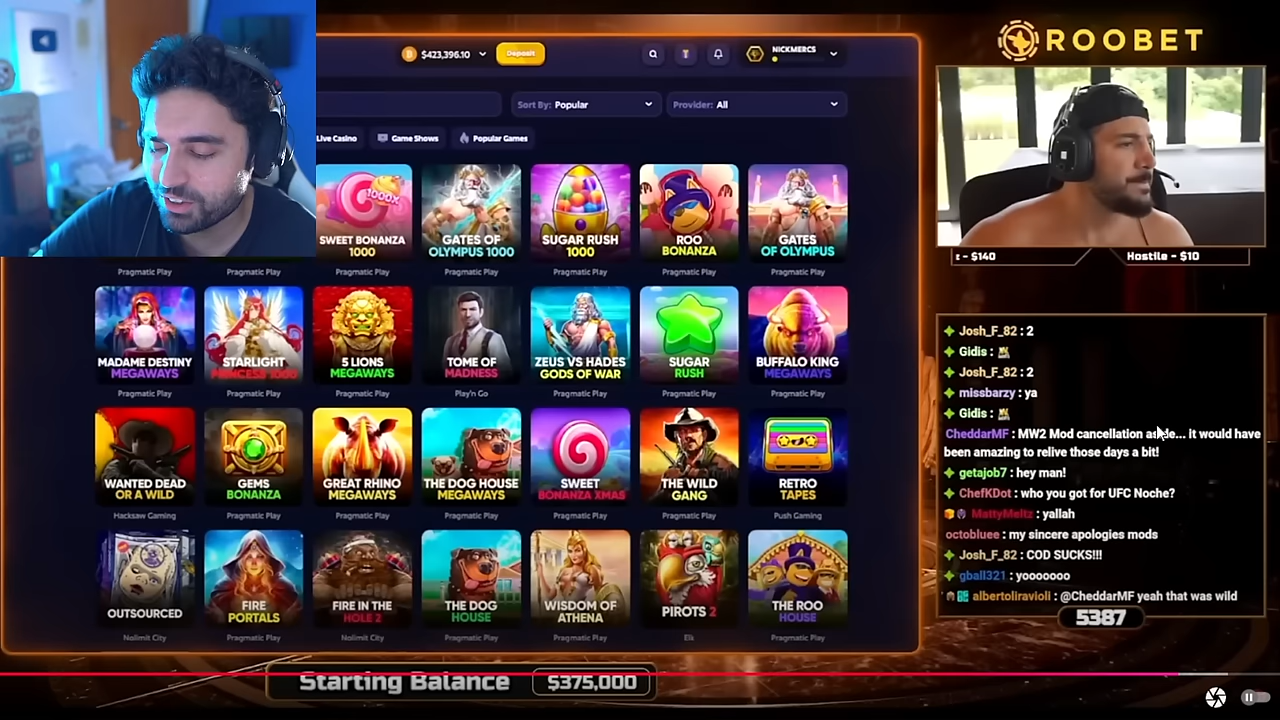 $423,396.10
Deposit
NICKMERCS
ROOBET
Sort By: Popular
Provider: All
Live Casino
Game Shows
Popular Games
1000X
SWEET BONANZA
1000
GATES OF
OLYMPUS 1000
SUGAR RUSH
1000
ROO
BONANZA
GATES
OF OLYMPUS
Pragmatic Play
Pragmatic Play
Pragmatic Play
Pragmatic Play
Pragmatic Play
Pragmatic Play
Pragmatic Play
MADAME DESTINY
MEGAWAYS
STARLIGHT
PRINCESS 1000
5 LIONS
MEGAWAYS
TOME OF
MADNESS
ZEUS VS HADES
GODS OF WAR
SUGAR
RUSH
BUFFALO KING
MEGAWAYS
Pragmatic Play
Pragmatic Play
Pragmatic Play
Play'n Go
Pragmatic Play
Pragmatic Play
Pragmatic Play
WANTED DEAD
OR A WILD
GEMS
BONANZA
GREAT RHINO
MEGAWAYS
THE DOG HOUSE
MEGAWAYS
SWEET
BONANZA XMAS
THE WILD
GANG
RETRO
TAPES
Hacksaw Gaming
Pragmatic Play
Pragmatic Play
Pragmatic Play
Pragmatic Play
Pragmatic Play
Push Gaming
OUTSOURCED
FIRE
PORTALS
FIRE IN THE
HOLE 2
THE DOG
HOUSE
WISDOM OF
ATHENA
PIROTS 2
THE ROO
HOUSE
Nolimit City
Pragmatic Play
Nolimit City
Pragmatic Play
Pragmatic Play
Elk
Pragmatic Play
Starting Balance $375,000
- $140
Hostile - $10
Josh_F_82 : 2
Gidis :
Josh_F_82 : 2
missbarzy : ya
Gidis :
CheddarMF : MW2 Mod cancellation aside... it would have
been amazing to relive those days a bit!
getajob7 : hey man!
ChefKDot : who you got for UFC Noche?
MattyMeltz : yallah
octobluee : my sincere apologies mods
Josh_F_82 : COD SUCKS!!!
gball321 : yooooooo
albertoliravioli : @CheddarMF yeah that was wild
5387